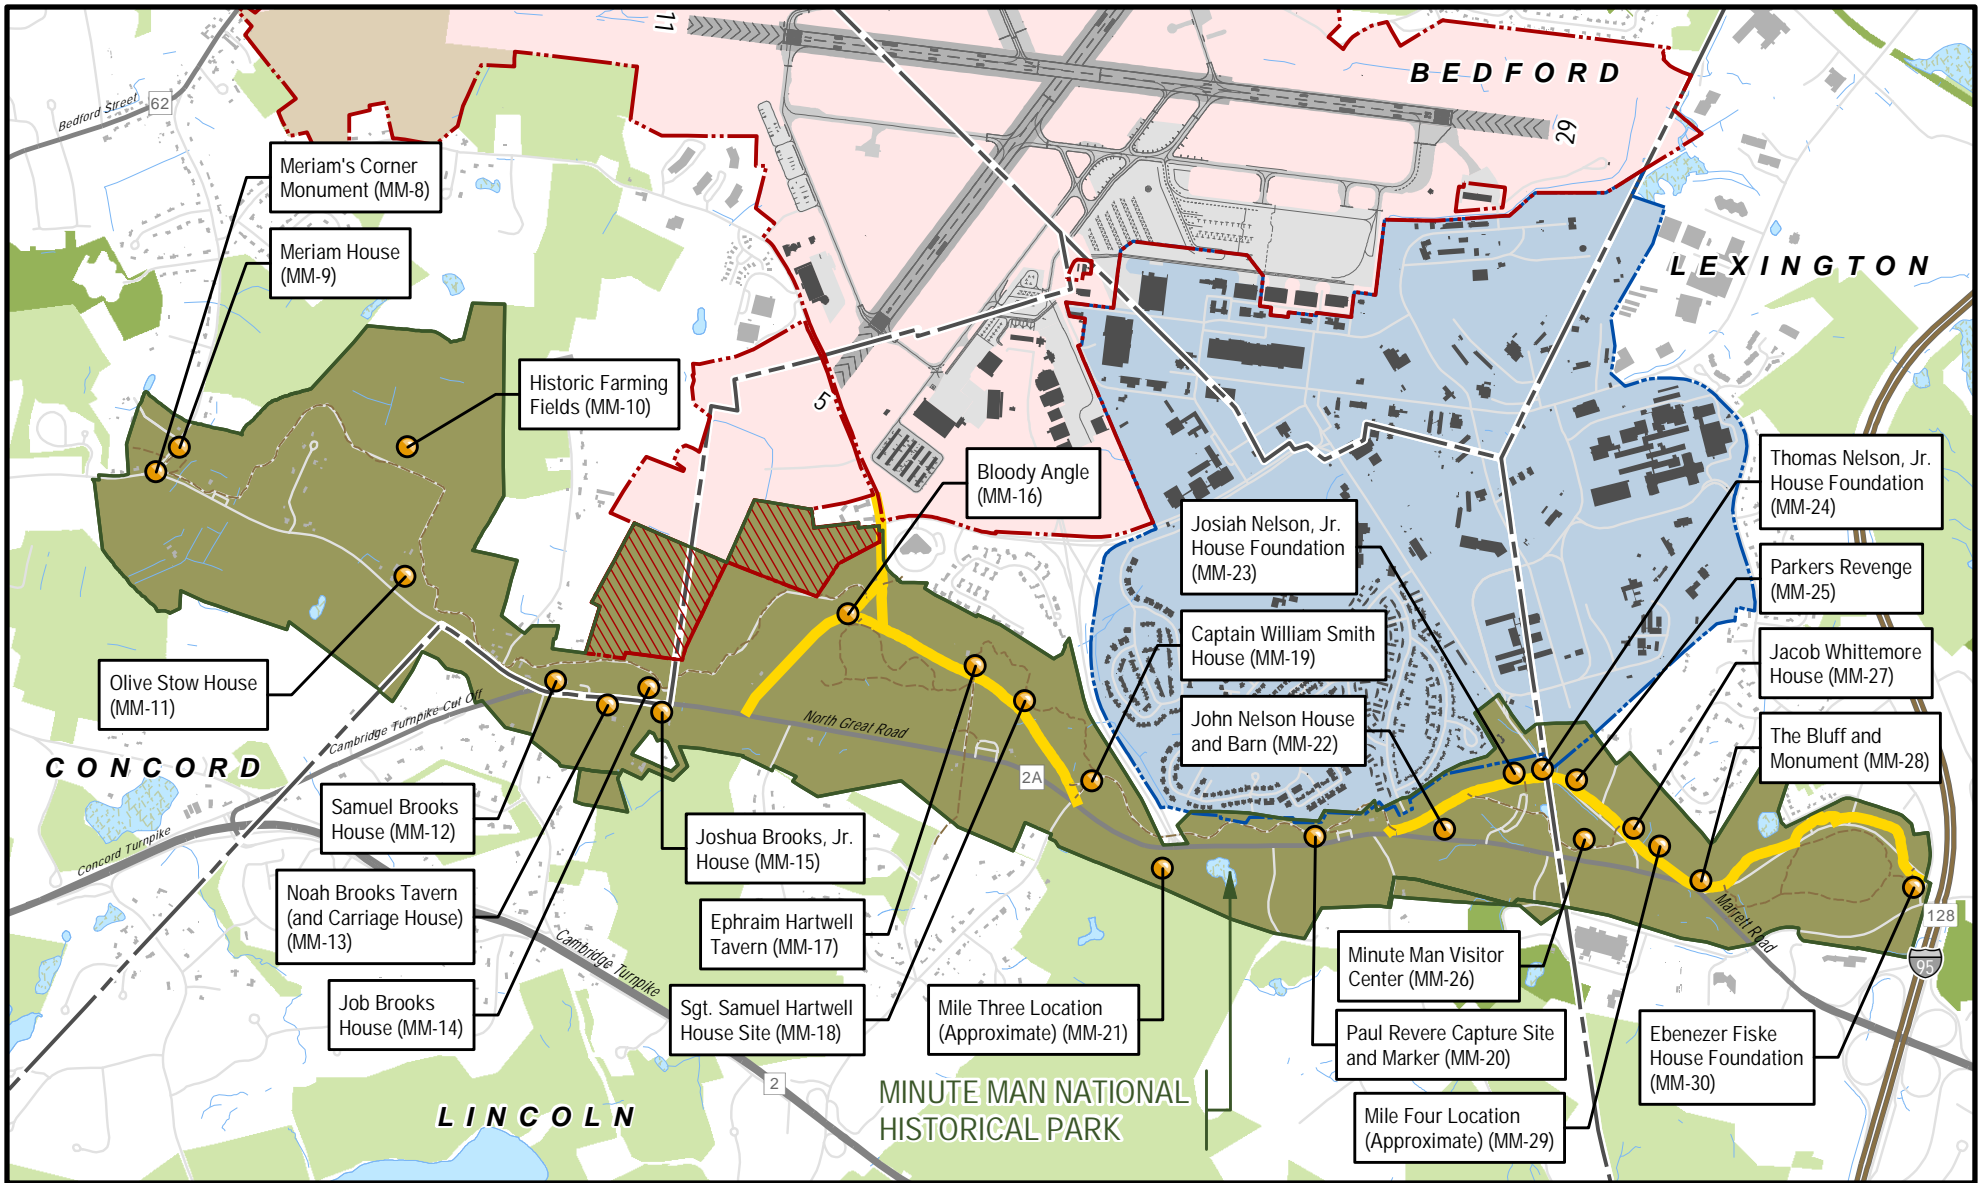 11
BEDFORD
29
62
Bedford Street
Meriam's Corner
Monument (MM-8)
Meriam House
(MM-9)
LEXINGTON
Historic Farming
Fields (MM-10)
5
Bloody Angle
(MM-16)
Thomas Nelson, Jr.
House Foundation
(MM-24)
Josiah Nelson, Jr.
House Foundation
(MM-23)
Parkers Revenge
(MM-25)
Captain William Smith
House (MM-19)
Jacob Whittemore
House (MM-27)
Olive Stow House
(MM-11)
John Nelson House
and Barn (MM-22)
The Bluff and
Monument (MM-28)
Cambridge Turnpike Cut Off
North Great Road
2A
CONCORD
Samuel Brooks
House (MM-12)
Joshua Brooks, Jr.
House (MM-15)
Concord Turnpike
Noah Brooks Tavern
(and Carriage House)
(MM-13)
Ephraim Hartwell
Tavern (MM-17)
Marrett Road
128
95
Cambridge Turnpike
Minute Man Visitor
Center (MM-26)
Job Brooks
House (MM-14)
Sgt. Samuel Hartwell
House Site (MM-18)
Mile Three Location
(Approximate) (MM-21)
Paul Revere Capture Site
and Marker (MM-20)
Ebenezer Fiske
House Foundation
(MM-30)
2
MINUTE MAN NATIONAL
HISTORICAL PARK
LINCOLN
Mile Four Location
(Approximate) (MM-29)